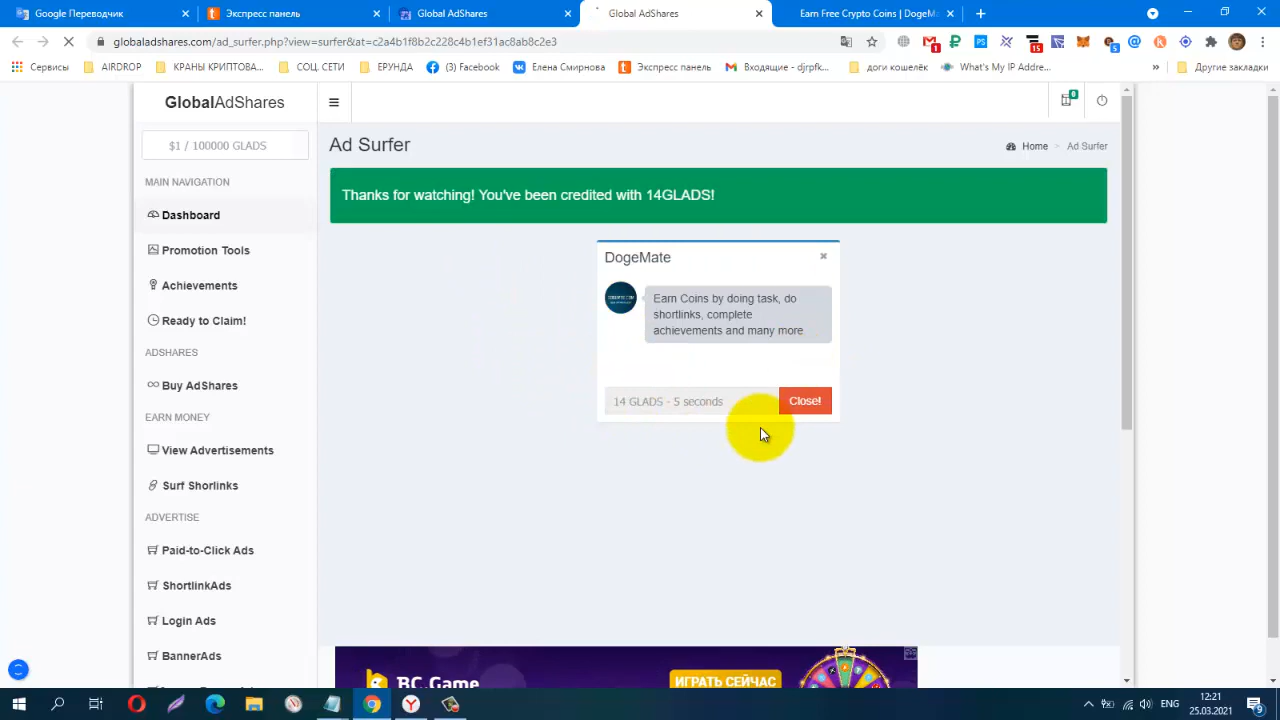 Google Переводчик
Экспресс панель
Global AdShares
Global AdShares
Earn Free Crypto Coins | DogeMa
globaladshares.com/ad_surfer.php?view=surfer&at=c2a4b1f8b2c228c4b1ef31ac8ab8c2e3
1
15
5
Сервисы
AIRDROP
КРАНЫ КРИПТОВА...
СОЦ. СЕТИ
ЕРУНДА
(3) Facebook
Елена Смирнова
Экспресс панель
Входящие - djrpfk...
доги кошелёк
What's My IP Addre...
»
Другие закладки
GlobalAdShares
$1 / 100000 GLADS
MAIN NAVIGATION
Dashboard
Promotion Tools
Achievements
Ready to Claim!
ADSHARES
Buy AdShares
EARN MONEY
View Advertisements
Surf Shorlinks
ADVERTISE
Paid-to-Click Ads
ShortlinkAds
Login Ads
BannerAds
Ad Surfer
Home > Ad Surfer
Thanks for watching! You've been credited with 14GLADS!
DogeMate
Earn Coins by doing task, do
shortlinks, complete
achievements and many more.
14 GLADS - 5 seconds
Close!
BC.Game
ИГРАТЬ СЕЙЧАС
ENG
12:21
25.03.2021